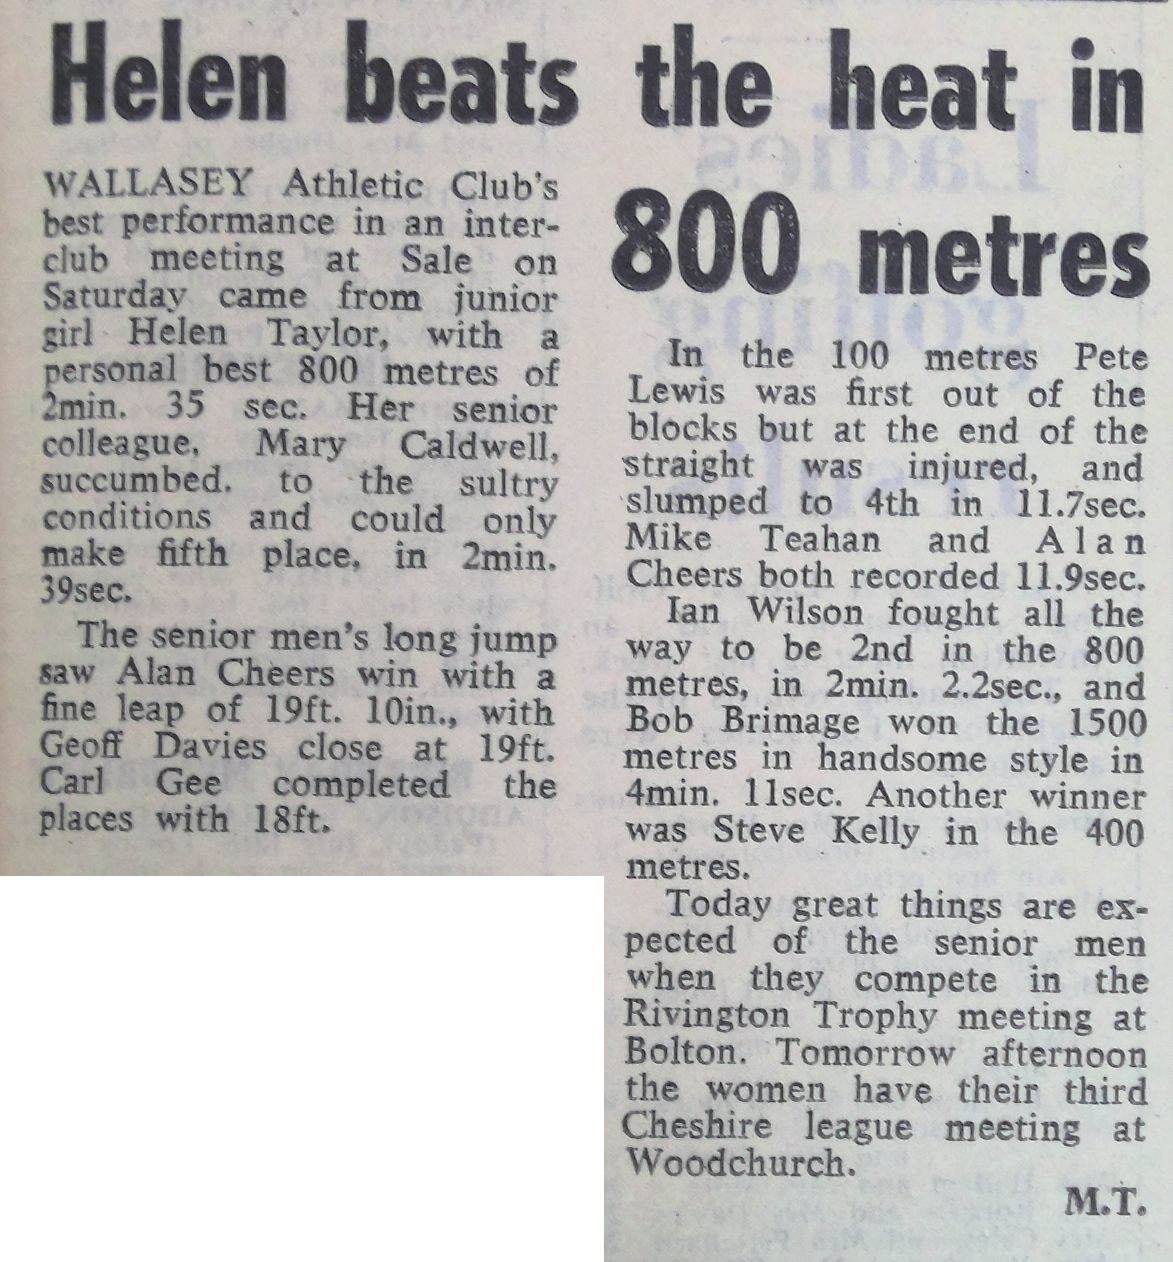 Helen beats the heat in
800 metres
WALLASEY Athletic Club's
best performance in an inter-
club meeting at Sale on
Saturday came from junior
girl Helen Taylor, with a
personal best 800 metres of
2min. 35 sec. Her senior
colleague, Mary Caldwell,
succumbed. to the sultry
conditions and could only
make fifth place, in 2min.
39sec.
The senior men's long jump
saw Alan Cheers win with a
fine leap of 19ft. 10in., with
Geoff Davies close at 19ft.
Carl Gee completed the
places with 18ft.
In the 100 metres Pete
Lewis was first out of the
blocks but at the end of the
straight was injured, and
slumped to 4th in 11.7sec.
Mike Teahan and Alan
Cheers both recorded 11.9sec.
Ian Wilson fought all the
way to be 2nd in the 800
metres, in 2min. 2.2sec., and
Bob Brimage won the 1500
metres in handsome style in
4min. 11sec. Another winner
was Steve Kelly in the 400
metres.
Today great things are ex-
pected of the senior men
when they compete in the
Rivington Trophy meeting at
Bolton. Tomorrow afternoon
the women have their third
Cheshire league meeting at
Woodchurch.
M.T.